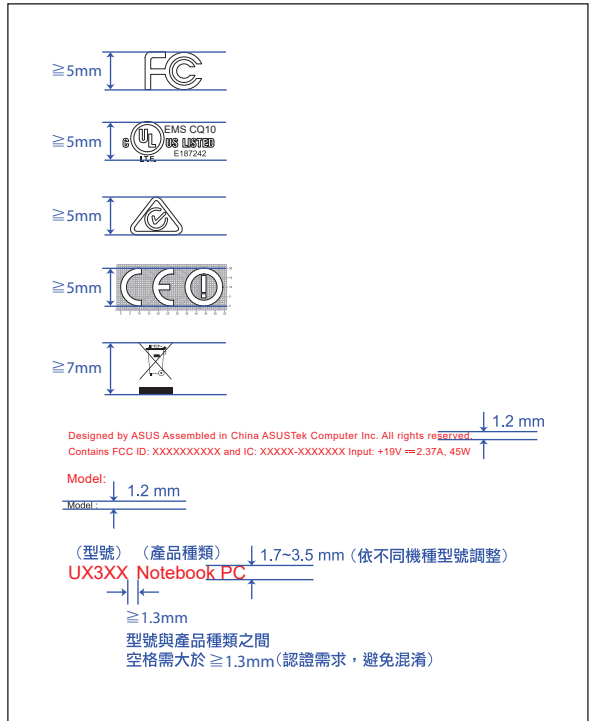 ≧5mm
FC
≧5mm
C UL US LISTED
EMS CQ10
E187242
I.T.E.
≧5mm
≧5mm
CE
≧7mm
1.2 mm
Designed by ASUS Assembled in China ASUSTek Computer Inc. All rights reserved.
Contains FCC ID: XXXXXXXXXX and IC: XXXXX-XXXXXXX Input: +19V ⎓2.37A, 45W
Model:
1.2 mm
Model :
(型號) (產品種類) 1.7~3.5 mm (依不同機種型號調整)
UX3XX Notebook PC
≧1.3mm
型號與產品種類之間
空格需大於 ≧1.3mm(認證需求，避免混淆)